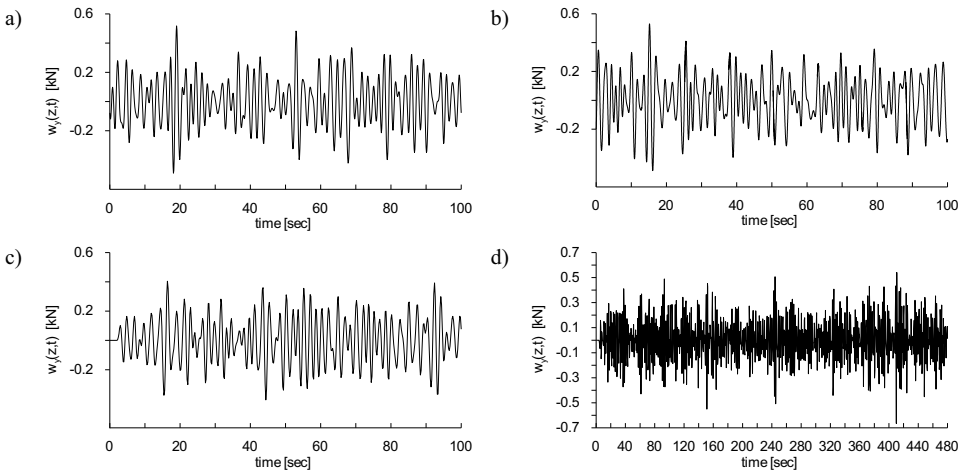 a)
0.6
0.2
-0.2
w_y(z,t) [kN]
0 20 40 60 80 100
time [sec]
b)
0.6
0.2
-0.2
w_y(z,t) [kN]
0 20 40 60 80 100
time [sec]
c)
0.6
0.2
-0.2
w_y(z,t) [kN]
0 20 40 60 80 100
time [sec]
d)
0.7
0.5
0.3
0.1
-0.1
-0.3
-0.5
-0.7
w_y(z,t) [kN]
0 40 80 120 160 200 240 280 320 360 400 440 480
time [sec]